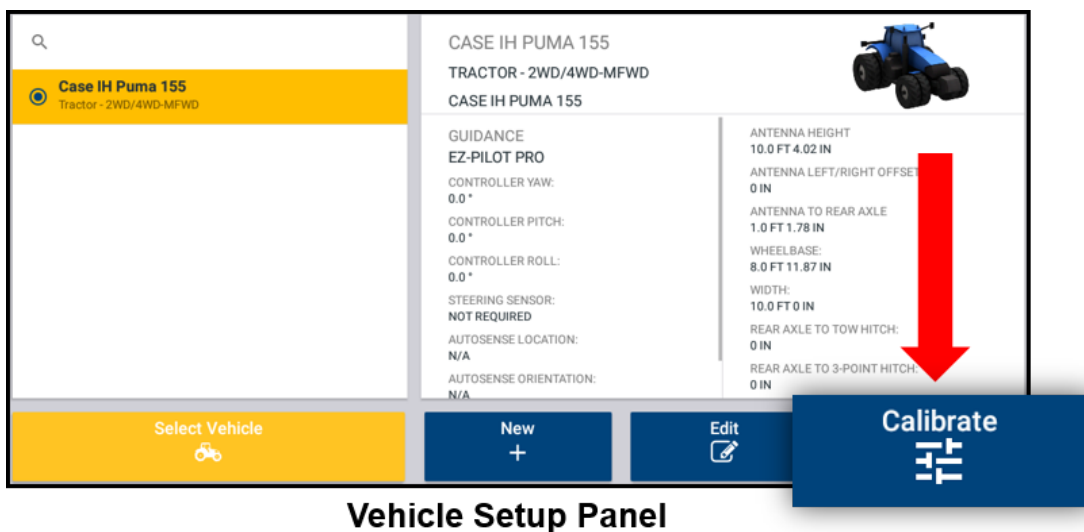 Case IH Puma 155
Tractor - 2WD/4WD-MFWD
CASE IH PUMA 155
TRACTOR - 2WD/4WD-MFWD
CASE IH PUMA 155
GUIDANCE
EZ-PILOT PRO
CONTROLLER YAW:
0.0 °
CONTROLLER PITCH:
0.0 °
CONTROLLER ROLL:
0.0 °
STEERING SENSOR:
NOT REQUIRED
AUTOSENSE LOCATION:
N/A
AUTOSENSE ORIENTATION:
N/A
ANTENNA HEIGHT
10.0 FT 4.02 IN
ANTENNA LEFT/RIGHT OFFSET
0 IN
ANTENNA TO REAR AXLE
1.0 FT 1.78 IN
WHEELBASE:
8.0 FT 11.87 IN
WIDTH:
10.0 FT 0 IN
REAR AXLE TO TOW HITCH:
0 IN
REAR AXLE TO 3-POINT HITCH:
0 IN
Select Vehicle
New
Edit
Calibrate
Vehicle Setup Panel